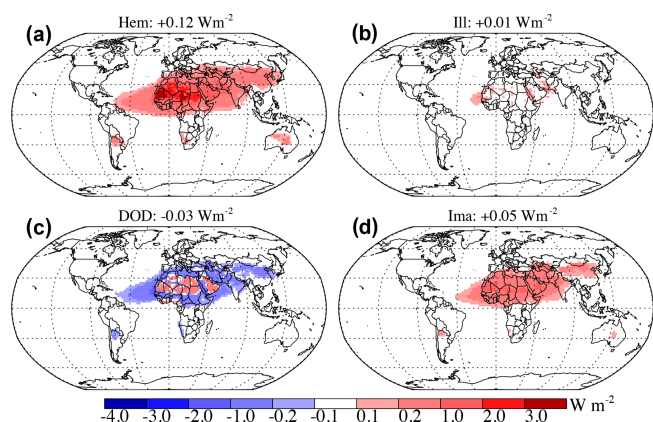 (a) Hem: +0.12 Wm-2
(b) Ill: +0.01 Wm-2
(c) DOD: -0.03 Wm-2
(d) Ima: +0.05 Wm-2
-4.0 -3.0 -2.0 -1.0 -0.2 -0.1 0.1 0.2 1.0 2.0 3.0 W m-2